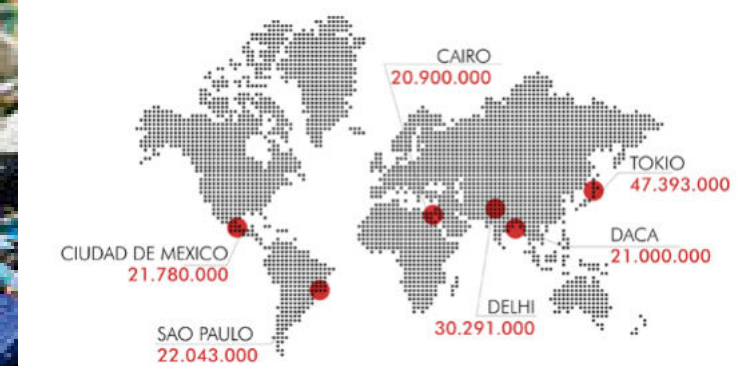 CAIRO
20.900.000
TOKIO
47.393.000
CIUDAD DE MEXICO
21.780.000
DACA
21.000.000
DELHI
30.291.000
SAO PAULO
22.043.000